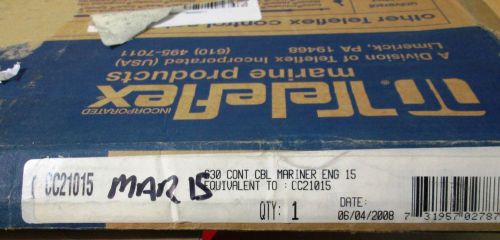 other Teleflex control
(610) 495-7011
Limerick, PA 19468
A Division of Teleflex Incorporated (USA)
marine products
Teleflex
INCORPORATED
CC21015
MAR 15
630 CONT CBL MARINER ENG 15
EQUIVALENT TO : CC21015
QTY: 1
DATE:
06/04/2008
7 31957 02787